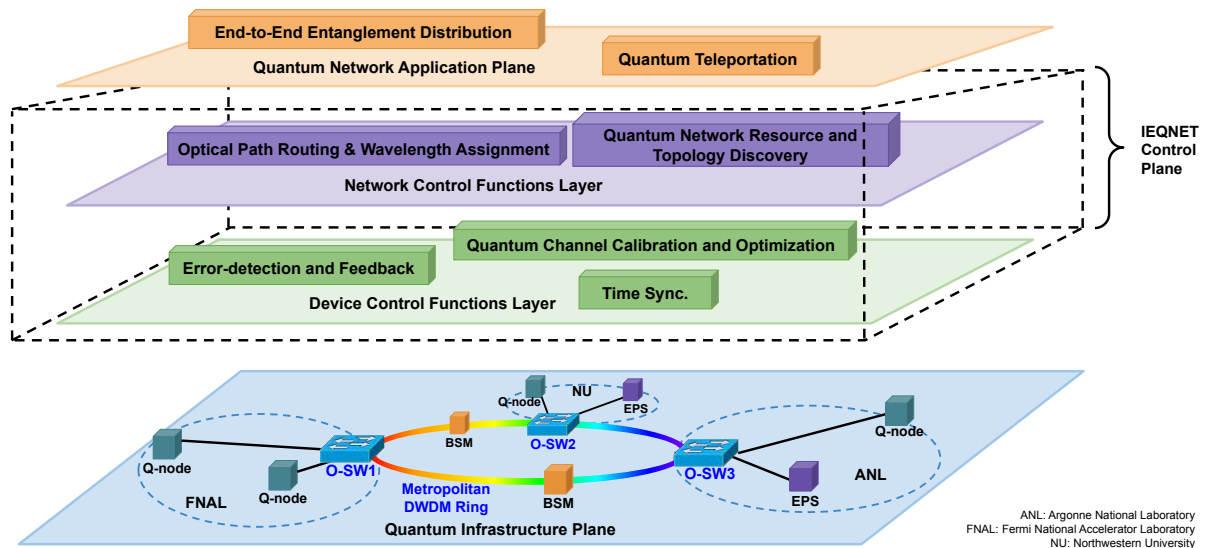 End-to-End Entanglement Distribution
Quantum Network Application Plane
Quantum Teleportation
IEQNET
Control
Plane
Optical Path Routing & Wavelength Assignment
Quantum Network Resource and
Topology Discovery
Network Control Functions Layer
Quantum Channel Calibration and Optimization
Error-detection and Feedback
Time Sync.
Device Control Functions Layer
NU
Q-node
EPS
BSM
O-SW2
Q-node
Q-node
Q-node
O-SW1
FNAL
Metropolitan
DWDM Ring
BSM
O-SW3
EPS
ANL
Quantum Infrastructure Plane
ANL: Argonne National Laboratory
FNAL: Fermi National Accelerator Laboratory
NU: Northwestern University